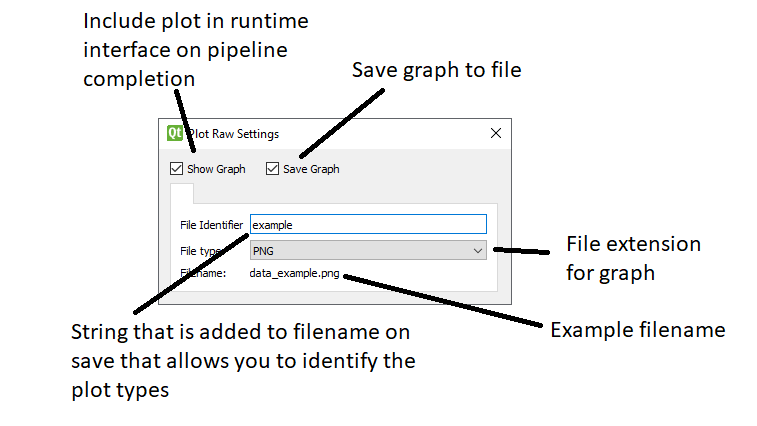 Include plot in runtime
interface on pipeline
completion
Save graph to file
Qt Plot Raw Settings
Show Graph
Save Graph
File Identifier
example
File type:
PNG
Filename:
data_example.png
File extension
for graph
Example filename
String that is added to filename on
save that allows you to identify the
plot types